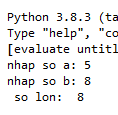 Python 3.8.3 (ta
Type "help", "co
[evaluate untitl
nhap so a: 5
nhap so b: 8
 so lon:  8